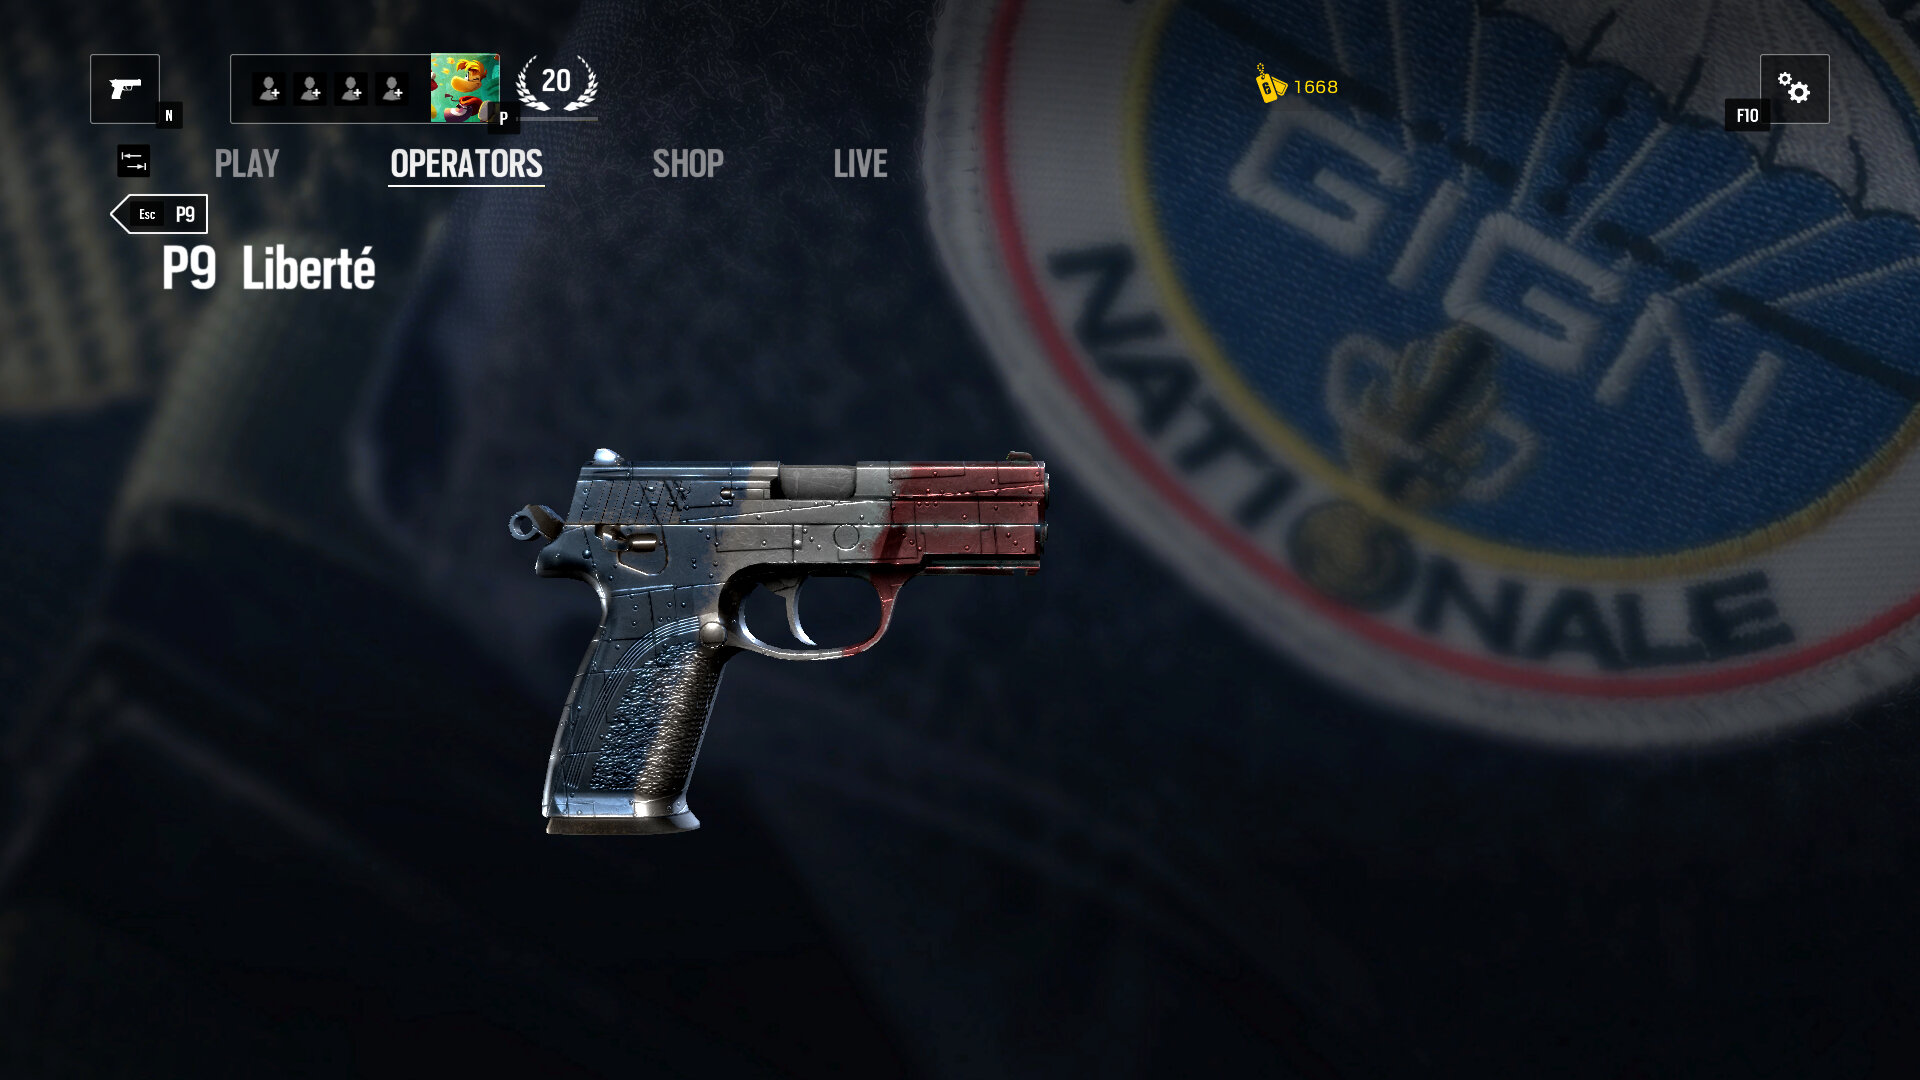 N
P
20
1668
F10
PLAY
OPERATORS
SHOP
LIVE
Esc P9
P9 Liberté
GIGN
NATIONALE